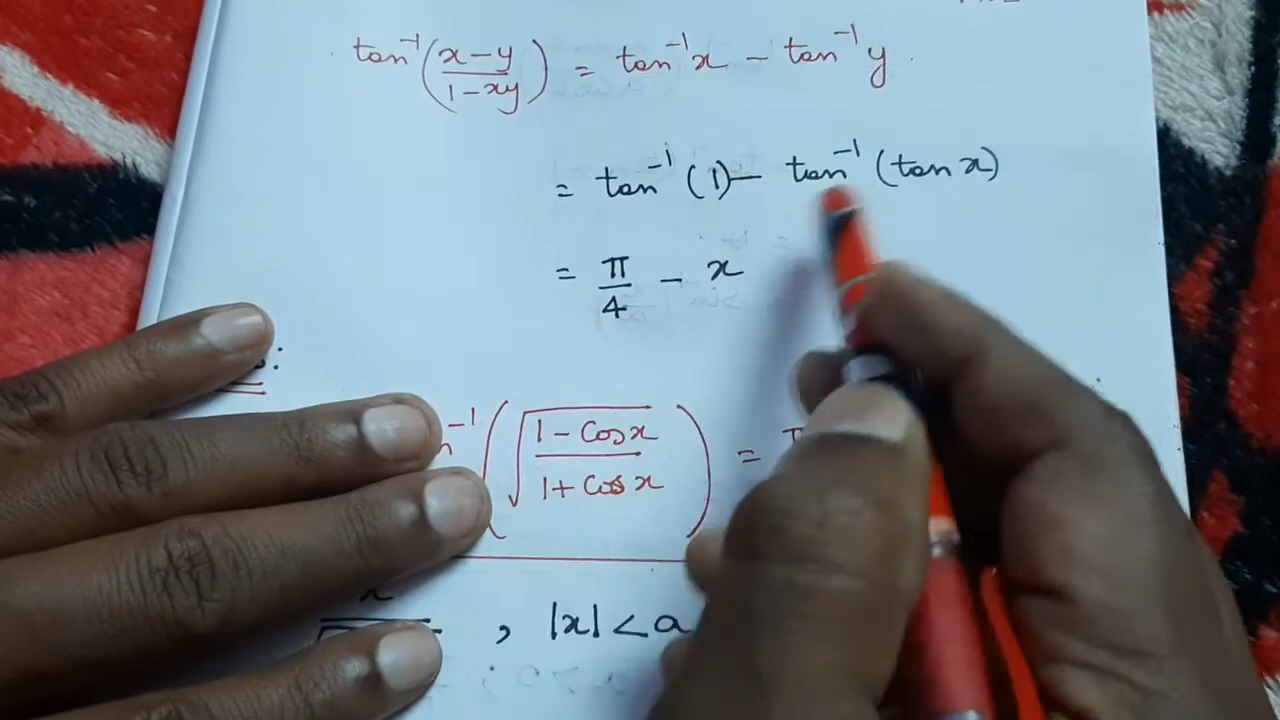 tan⁻¹(x-y/1-xy) = tan⁻¹x - tan⁻¹y
= tan⁻¹(1) - tan⁻¹(tan x)
= π/4 - x
n⁻¹(√(1 - Cos x/1 + Cos x)) =
x
, |x| < a